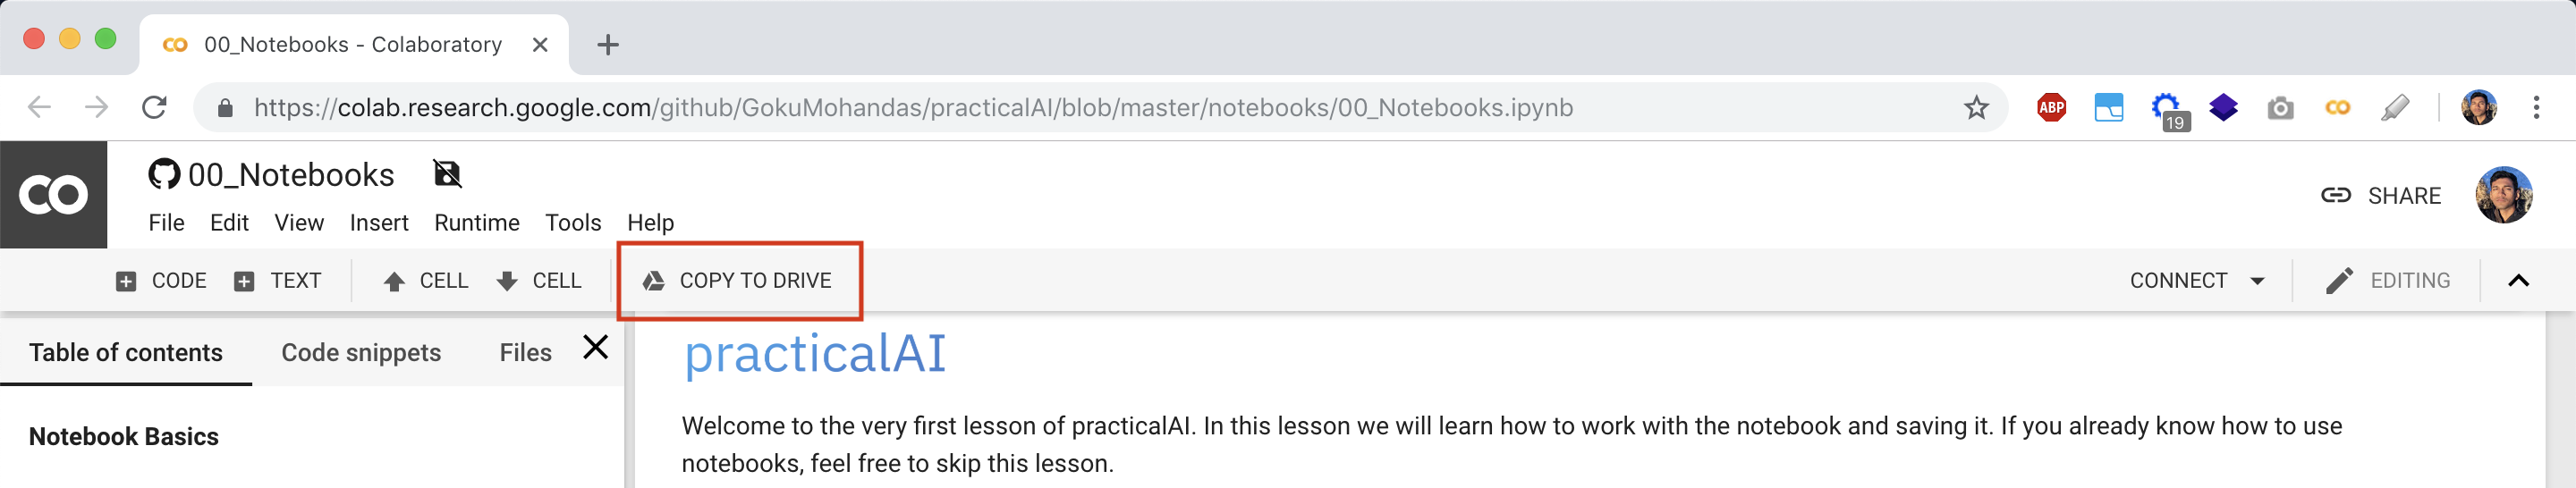 00_Notebooks - Colaboratory
https://colab.research.google.com/github/GokuMohandas/practicalAI/blob/master/notebooks/00_Notebooks.ipynb
ABP
19
CO
00_Notebooks
SHARE
File Edit View Insert Runtime Tools Help
CODE TEXT CELL CELL COPY TO DRIVE CONNECT EDITING
Table of contents Code snippets Files
practicalAI
Notebook Basics
Welcome to the very first lesson of practicalAI. In this lesson we will learn how to work with the notebook and saving it. If you already know how to use
notebooks, feel free to skip this lesson.